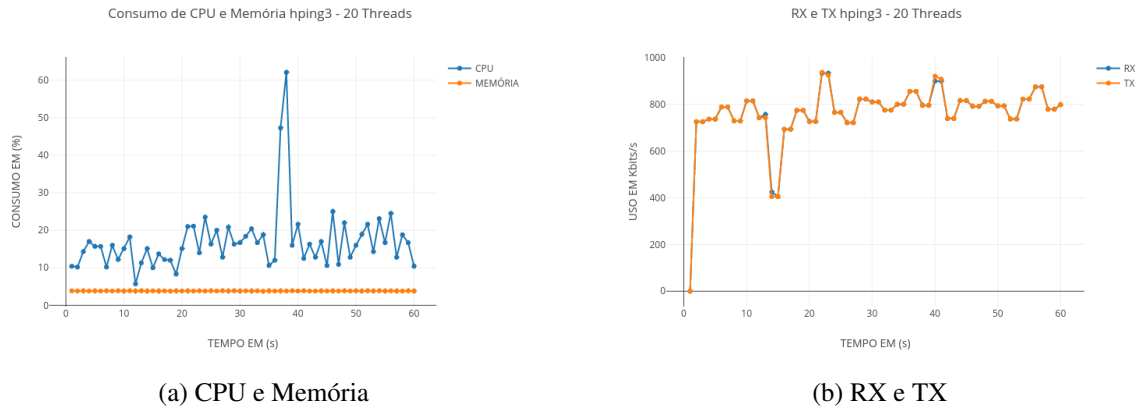 Consumo de CPU e Memória hping3 - 20 Threads
CPU
MEMÓRIA
CONSUMO EM (%)
60
50
40
30
20
10
0
0 10 20 30 40 50 60
TEMPO EM (s)
(a) CPU e Memória
RX e TX hping3 - 20 Threads
RX
TX
USO EM Kbits/s
1000
800
600
400
200
0
0 10 20 30 40 50 60
TEMPO EM (s)
(b) RX e TX